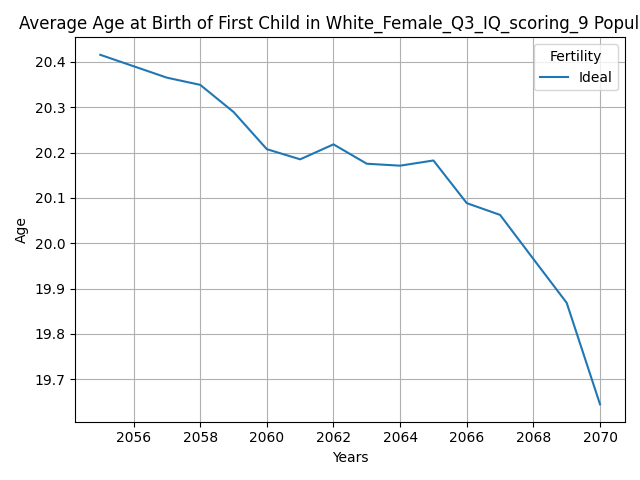 Average Age at Birth of First Child in White_Female_Q3_IQ_scoring_9 Popul
Fertility
Ideal
20.4
20.3
20.2
20.1
20.0
19.9
19.8
19.7
Age
2056 2058 2060 2062 2064 2066 2068 2070
Years